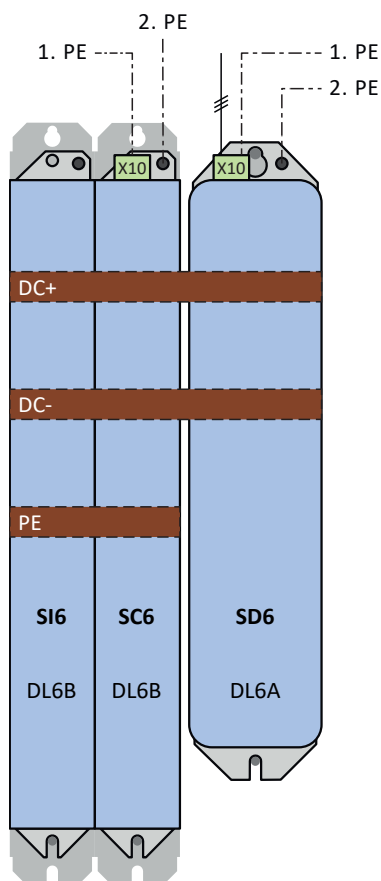 2. PE
1. PE
1. PE
2. PE
X10
X10
DC+
DC-
PE
SI6
SC6
SD6
DL6B
DL6B
DL6A